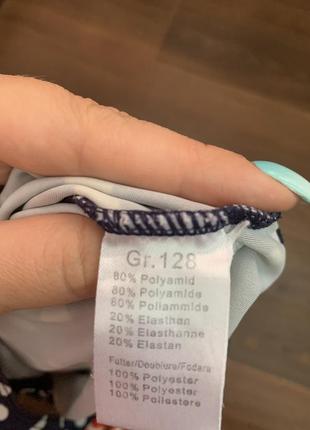 Gr.128
80% Polyamid
80% Polyamide
80% Poliammide
20% Elasthan
20% Elasthanne
20% Elastan
Futter/Doublure/Fodara
100% Polyester
100% Polyester
100% Poliestere